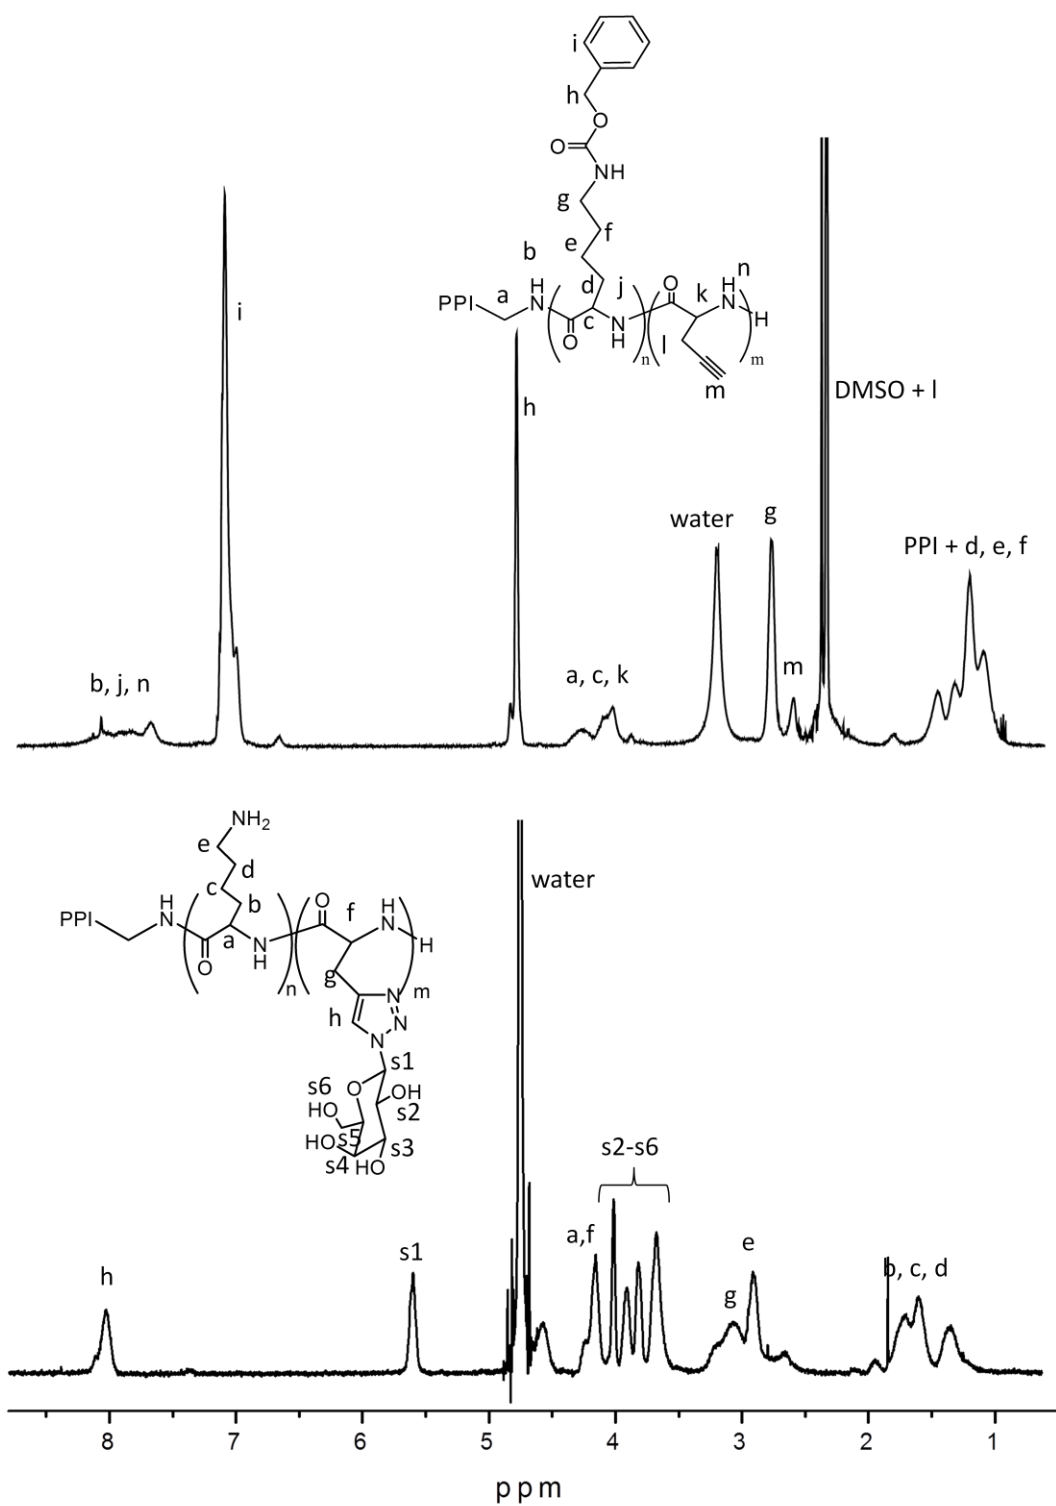 i
h
O
O
NH
g
f
e
b
n
d
j
O
k
H
a
H
N
N
PPI
H
c
N
O
H
l
n
m
m
i
h
DMSO + l
water
g
PPI + d, e, f
m
a, c, k
b, j, n
NH2
e
d
c
b
O
f
H
H
N
N
PPI
a
N
H
O
H
g
n
m
N
h
N
N
s1
s6
O
OH
HO
s2
s5
HO
s3
s4
HO
water
s2-s6
a,f
s1
e
b, c, d
h
g
8
7
6
5
4
3
2
1
ppm